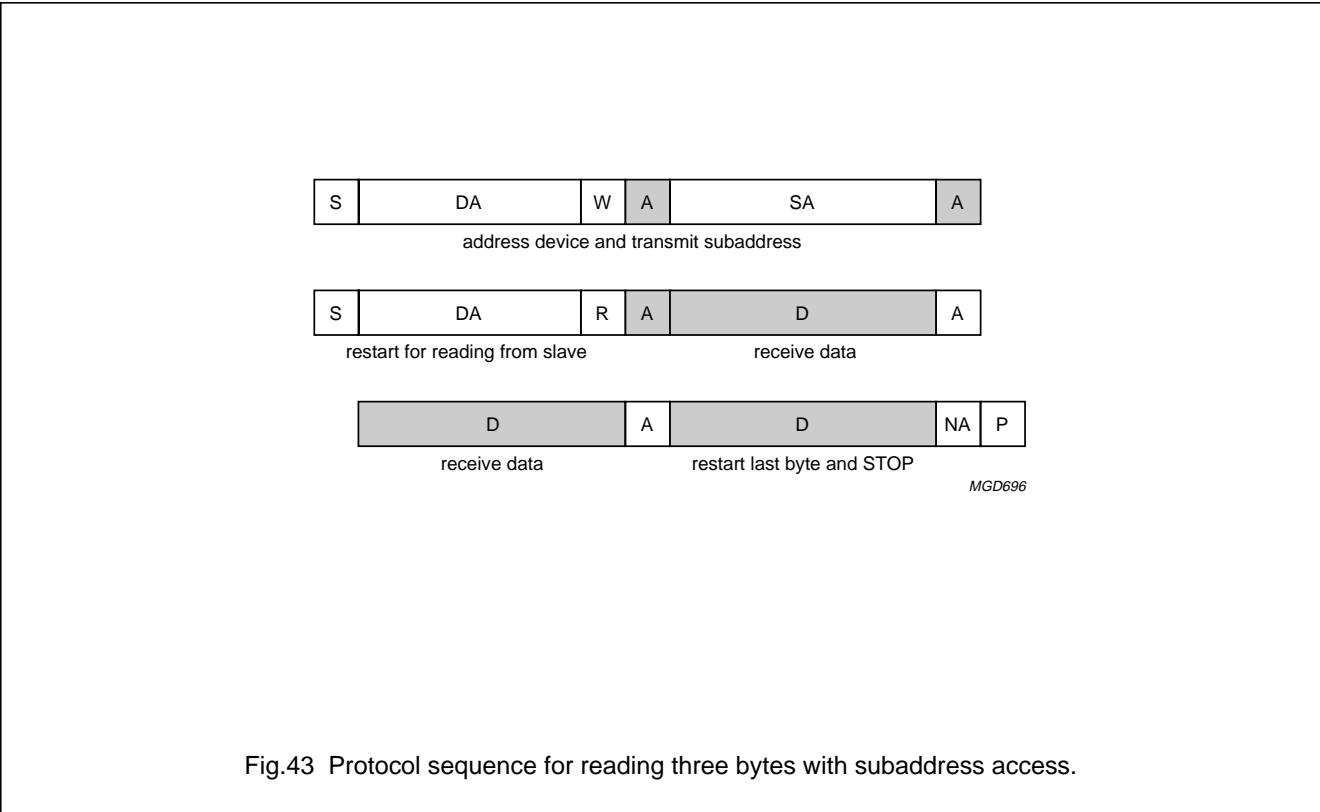 S DA W A SA A
address device and transmit subaddress
S DA R A D A
restart for reading from slave receive data
D A D NA P
receive data restart last byte and STOP
MGD696
Fig.43 Protocol sequence for reading three bytes with subaddress access.